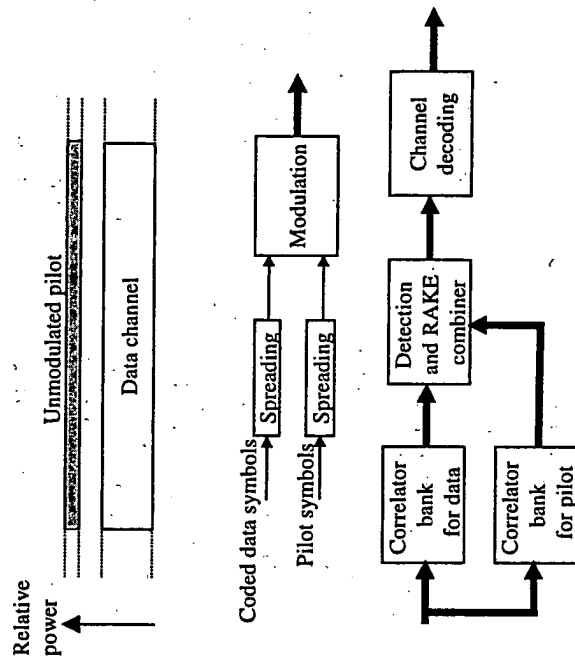 Relative
power
Unmodulated pilot
Data channel
Coded data symbols
Spreading
Pilot symbols
Spreading
Modulation
Correlator
bank
for data
Correlator
bank
for pilot
Detection
and RAKE
combiner
Channel
decoding